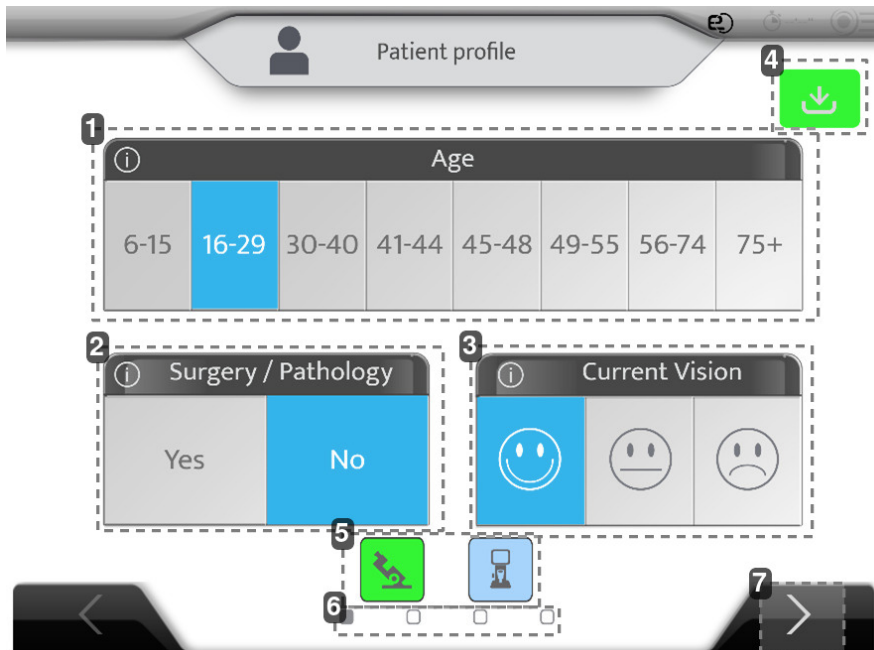 Patient profile
4
1
Age
6-15 16-29 30-40 41-44 45-48 49-55 56-74 75+
2
Surgery / Pathology
Yes No
3
Current Vision
5
6
7